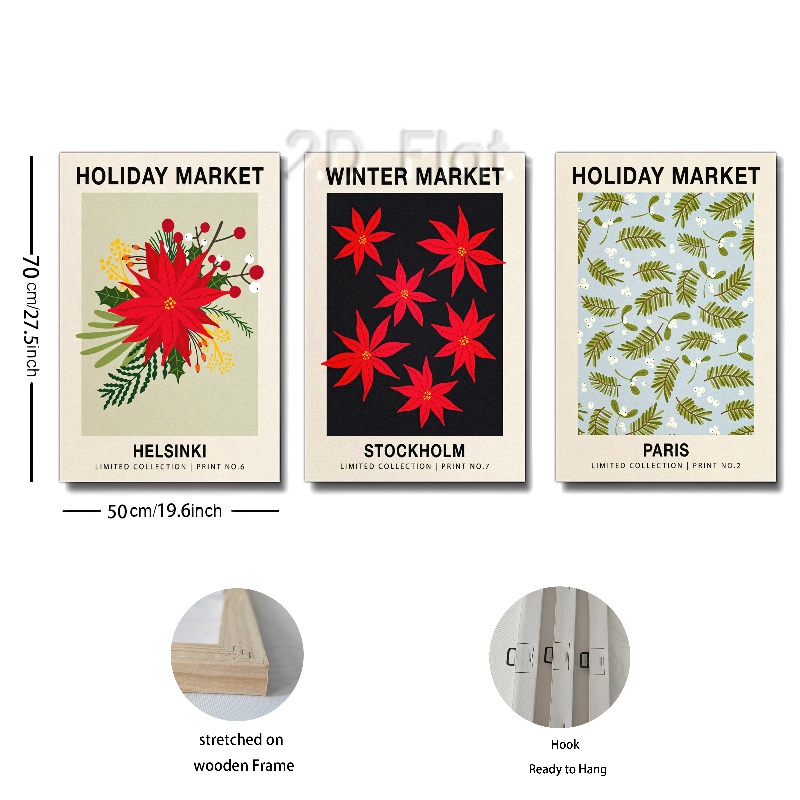 2D Flat
HOLIDAY MARKET
HELSINKI
LIMITED COLLECTION | PRINT NO.6
WINTER MARKET
STOCKHOLM
LIMITED COLLECTION | PRINT NO.7
HOLIDAY MARKET
PARIS
LIMITED COLLECTION | PRINT NO.2
70cm/27.5inch
50cm/19.6inch
stretched on
wooden Frame
Hook
Ready to Hang